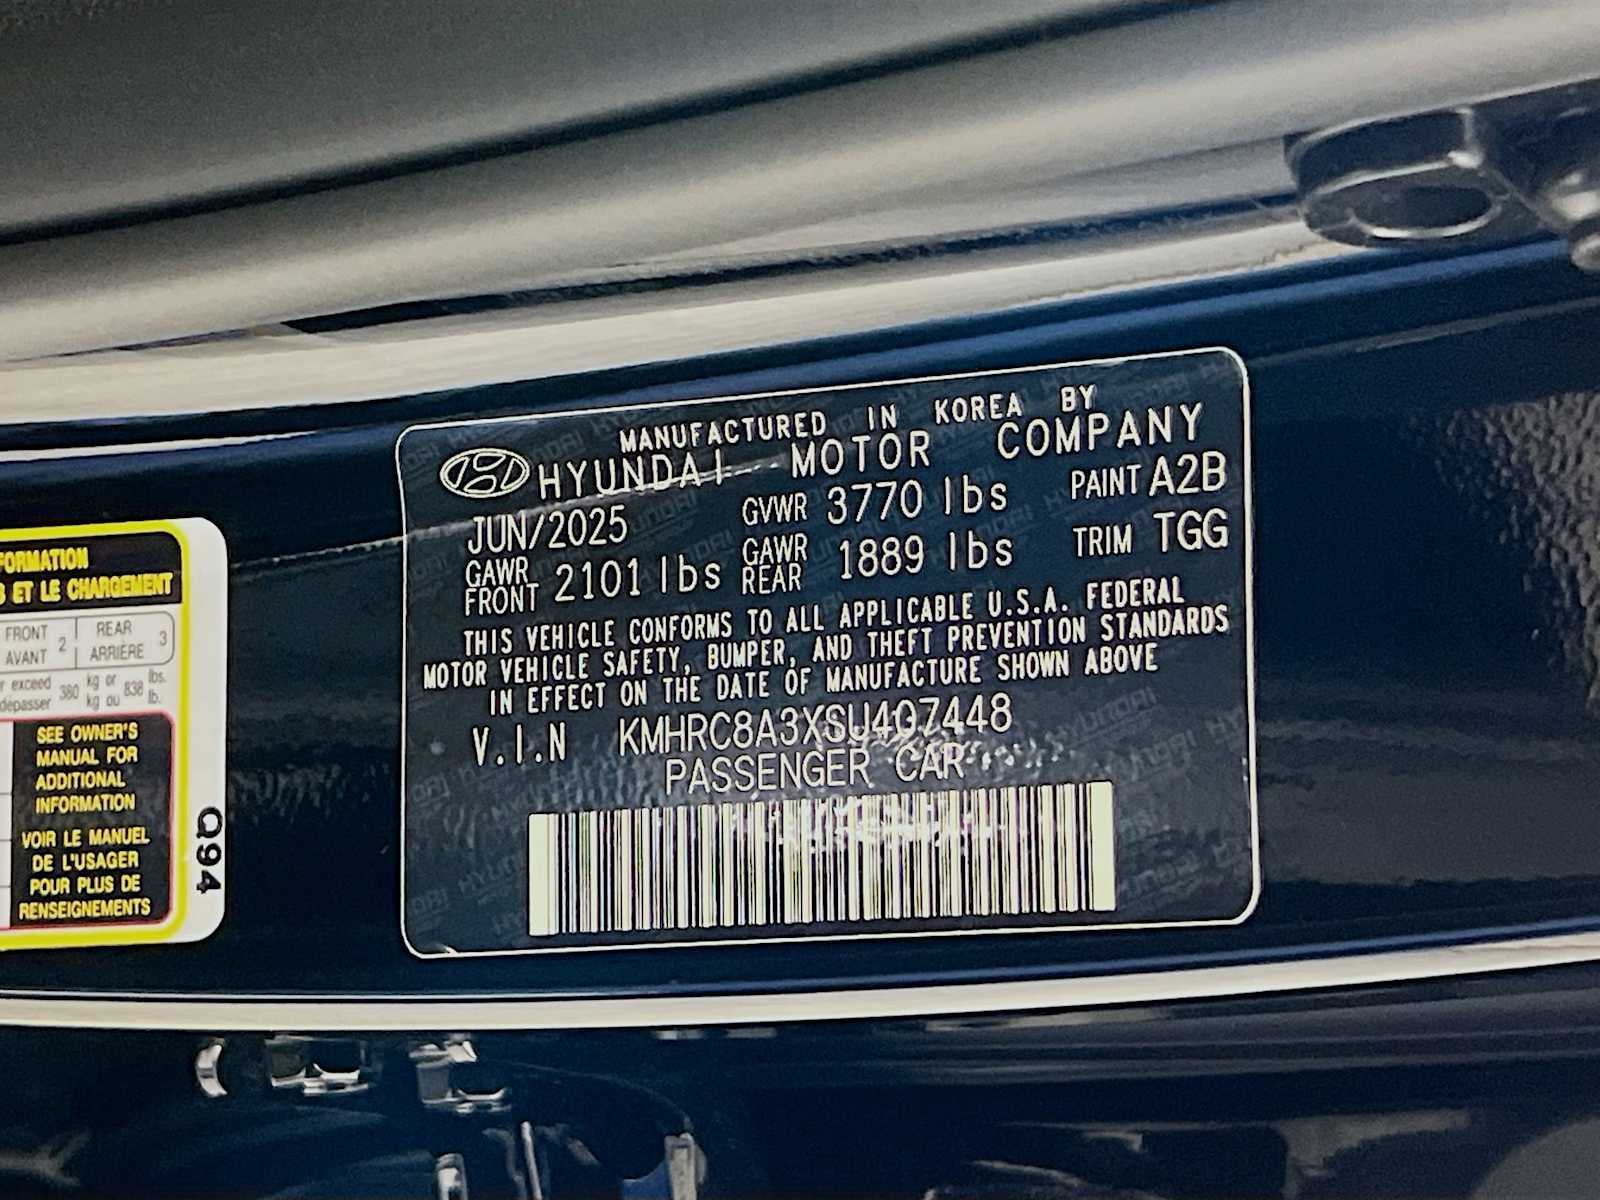 MANUFACTURED IN KOREA BY
HYUNDAI MOTOR COMPANY
JUN/2025 GVWR 3770 lbs PAINT A2B
GAWR FRONT 2101 lbs GAWR REAR 1889 lbs TRIM TGG
THIS VEHICLE CONFORMS TO ALL APPLICABLE U.S.A. FEDERAL
MOTOR VEHICLE SAFETY, BUMPER, AND THEFT PREVENTION STANDARDS
IN EFFECT ON THE DATE OF MANUFACTURE SHOWN ABOVE
V.I.N KMHRC8A3XSU407448
PASSENGER CAR
ET LE CHARGEMENT
FRONT 2 REAR 3
AVANT ARRIÈRE
exceed 380 kg or 838 lbs.
dépasser kg ou lb.
SEE OWNER'S
MANUAL FOR
ADDITIONAL
INFORMATION
VOIR LE MANUEL
DE L'USAGER
POUR PLUS DE
RENSEIGNEMENTS
Q94